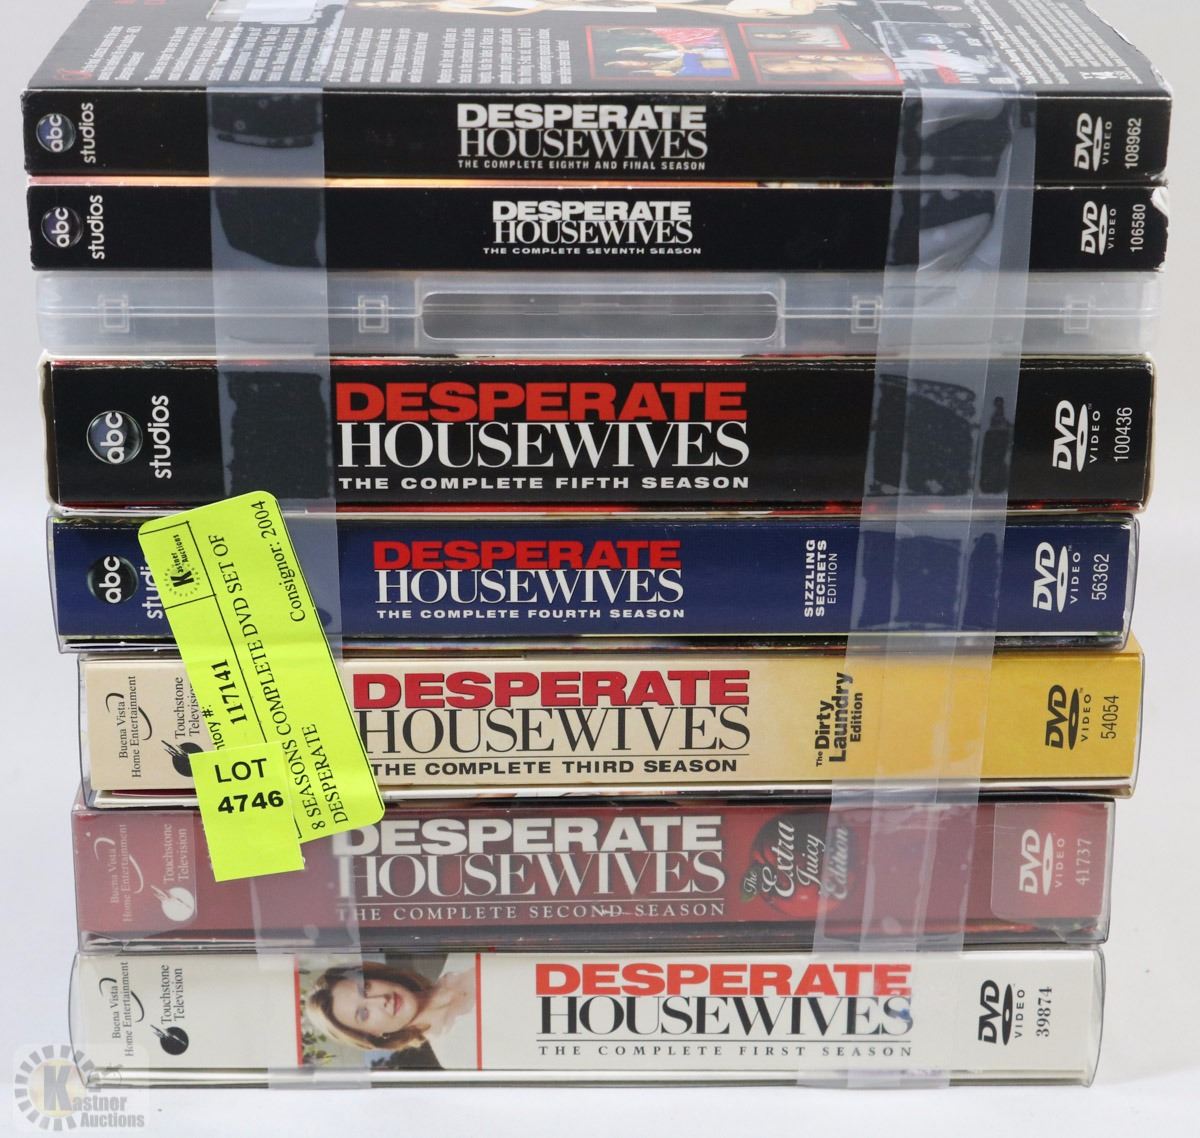 abc
studios
DESPERATE
HOUSEWIVES
THE COMPLETE EIGHTH AND FINAL SEASON
DVD
VIDEO
108962
abc
studios
DESPERATE
HOUSEWIVES
THE COMPLETE SEVENTH SEASON
DVD
VIDEO
106580
abc
studios
DESPERATE
HOUSEWIVES
THE COMPLETE FIFTH SEASON
DVD
VIDEO
100436
abc
studi
DESPERATE
HOUSEWIVES
THE COMPLETE FOURTH SEASON
SIZZLING
SECRETS
EDITION
DVD
VIDEO
56362
Kastner
Auctions
Consignor: 2004
117141
8 SEASONS COMPLETE DVD SET OF
DESPERATE
LOT
4746
Buena Vista
Home Entertainment
Touchstone
Televisi
DESPERATE
HOUSEWIVES
THE COMPLETE THIRD SEASON
The Dirty
Laundry
Edition
DVD
VIDEO
54054
Buena Vista
Home Entertainment
Touchstone
Television
DESPERATE
HOUSEWIVES
THE COMPLETE SECOND SEASON
The
Extra
Juicy
Edition
DVD
VIDEO
41737
Buena Vista
Home Entertainment
Touchstone
Television
DESPERATE
HOUSEWIVES
THE COMPLETE FIRST SEASON
DVD
VIDEO
39874
Kastner
Auctions